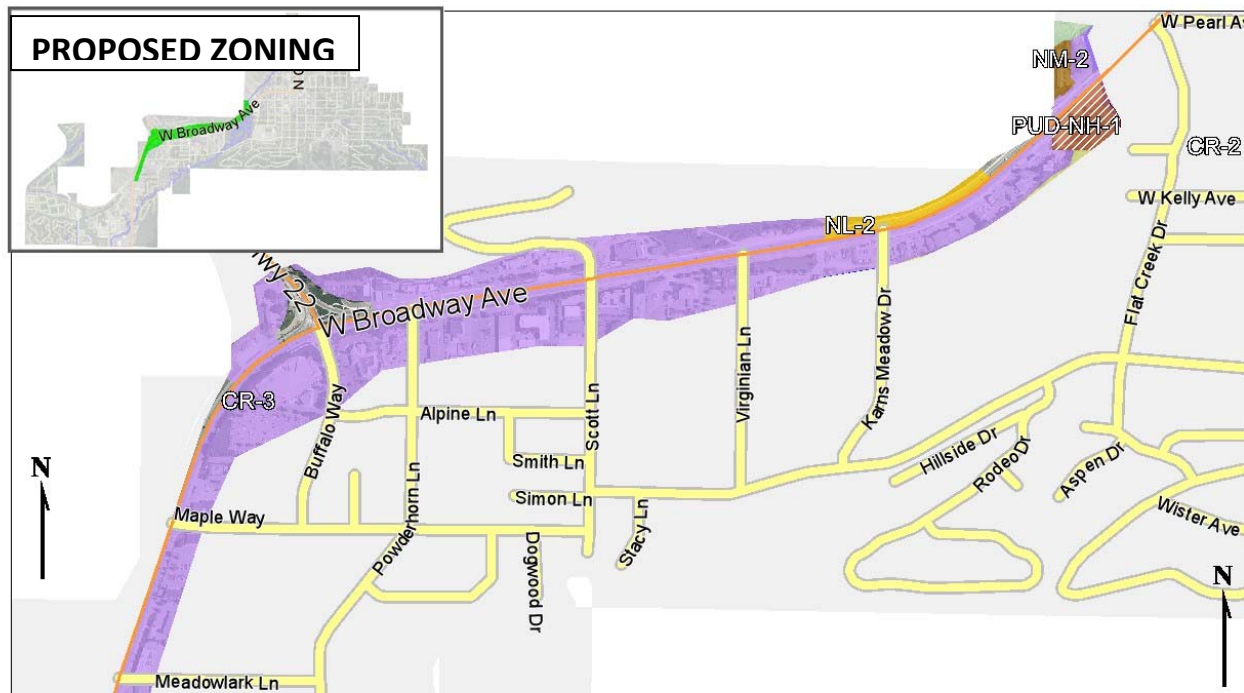 PROPOSED ZONING
W Broadway Ave
N
W Pearl Av
NM-2
PUD-NH-1
CR-2
W Kelly Ave
NL-2
Flat Creek Dr
wy 22
W Broadway Ave
CR-3
Buffalo Way
Alpine Ln
Scott Ln
Virginian Ln
Karns Meadow Dr
Hillside Dr
Rodeo Dr
Aspen Dr
Wister Ave
Smith Ln
Simon Ln
Stacy Ln
Powderhorn Ln
Dogwood Dr
Maple Way
Meadowlark Ln
N
N